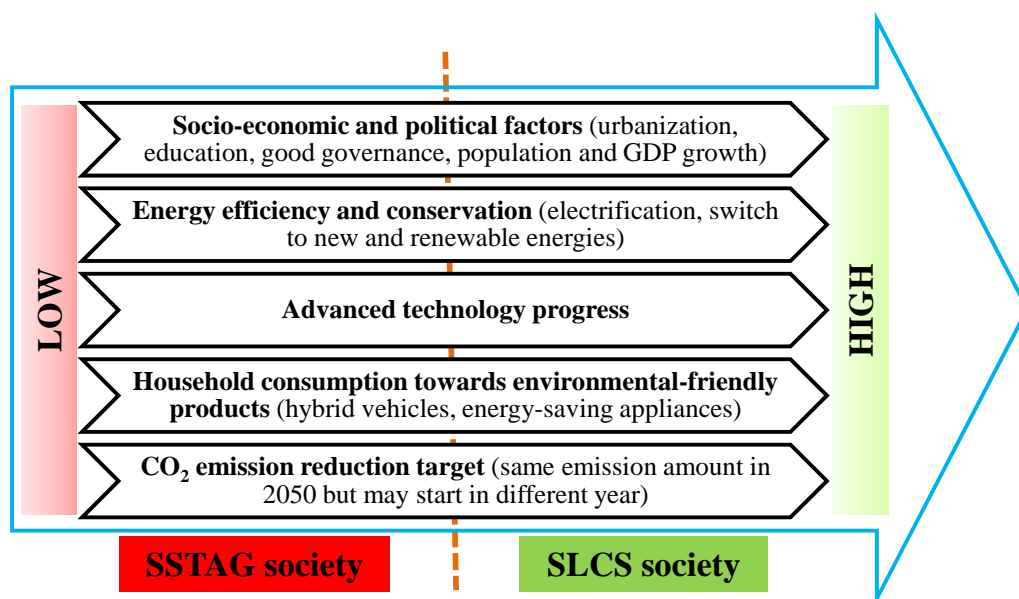 Socio-economic and political factors (urbanization,
education, good governance, population and GDP growth)
Energy efficiency and conservation (electrification, switch
to new and renewable energies)
LOW
Advanced technology progress
HIGH
Household consumption towards environmental-friendly
products (hybrid vehicles, energy-saving appliances)
CO₂ emission reduction target (same emission amount in
2050 but may start in different year)
SSTAG society
SLCS society